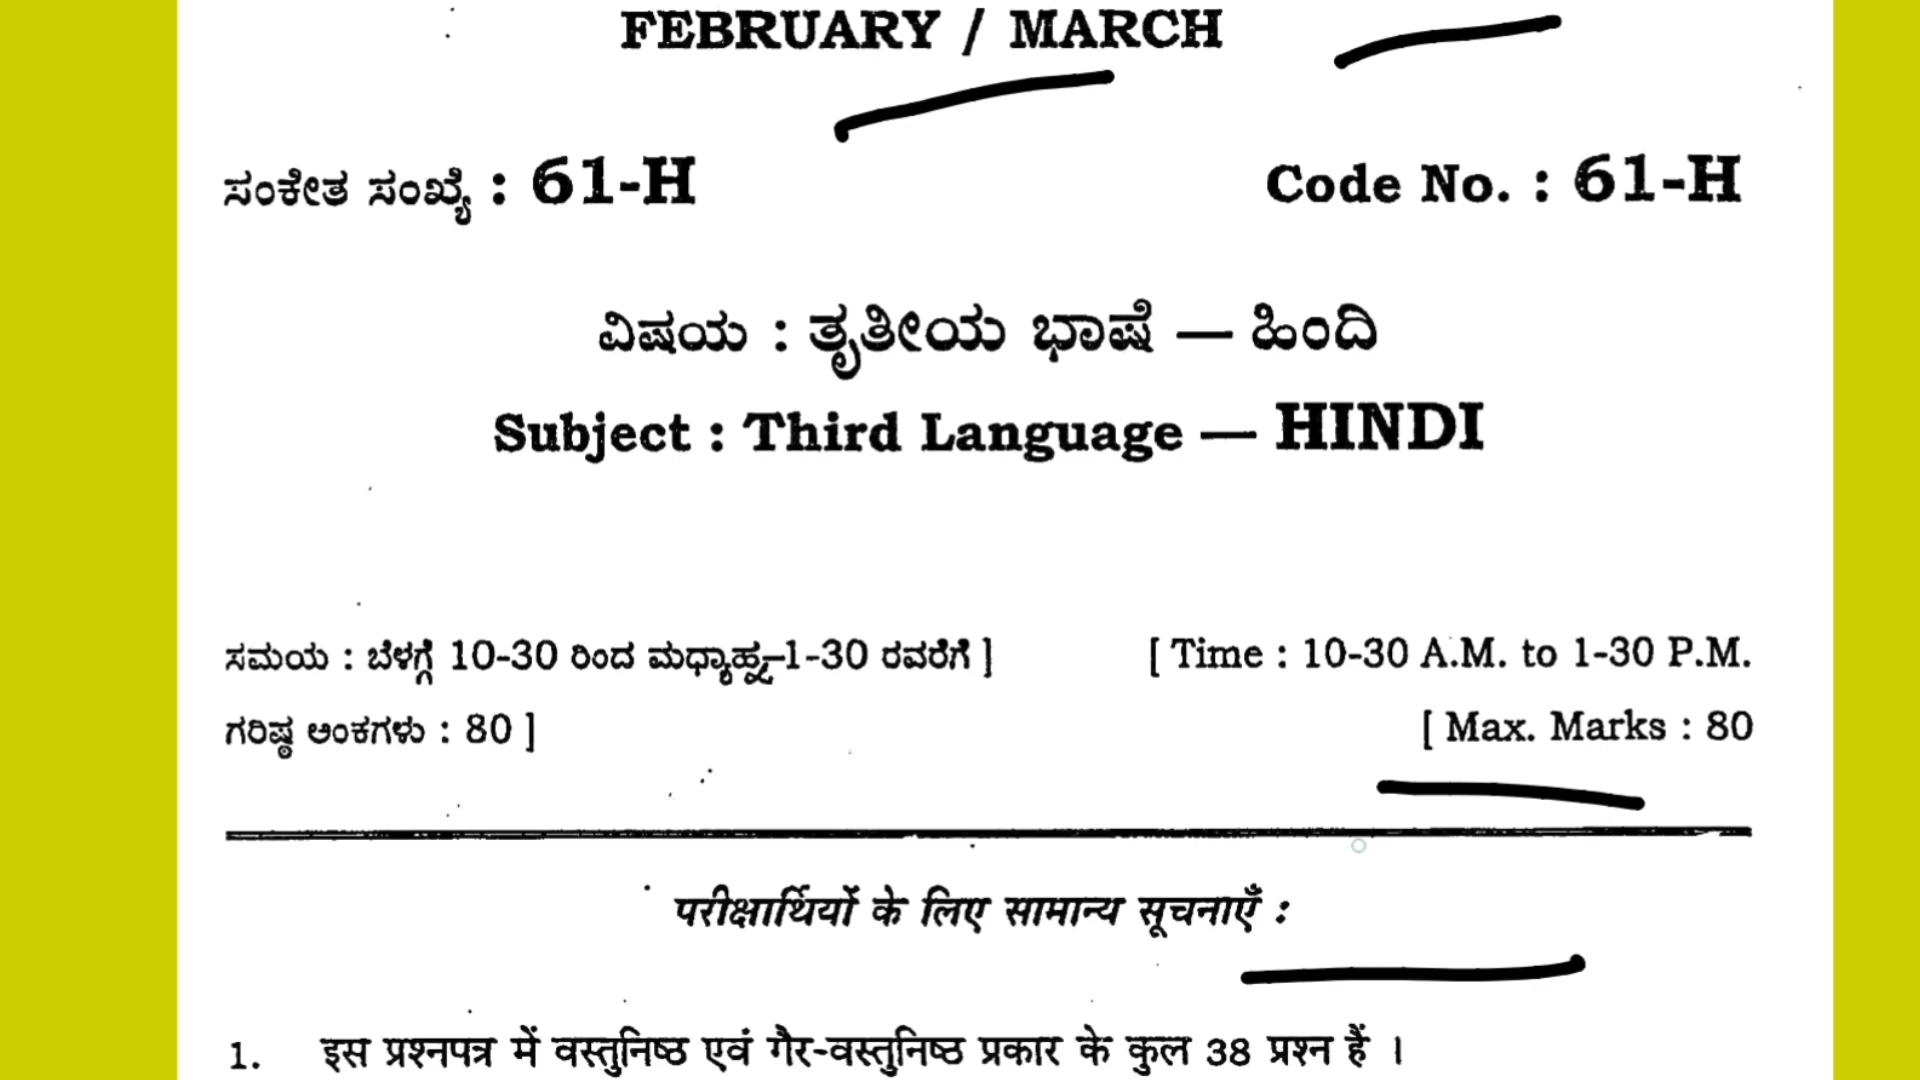 FEBRUARY / MARCH
ಸಂಕೇತ ಸಂಖ್ಯೆ : 61-H
Code No. : 61-H
ವಿಷಯ : ತೃತೀಯ ಭಾಷೆ — ಹಿಂದಿ
Subject : Third Language — HINDI
ಸಮಯ : ಬೆಳಗ್ಗೆ 10-30 ರಿಂದ ಮಧ್ಯಾಹ್ನ 1-30 ರವರೆಗೆ ]
[ Time : 10-30 A.M. to 1-30 P.M.
ಗರಿಷ್ಠ ಅಂಕಗಳು : 80 ]
[ Max. Marks : 80
परीक्षार्थियों के लिए सामान्य सूचनाएँ :
1. इस प्रश्नपत्र में वस्तुनिष्ठ एवं गैर-वस्तुनिष्ठ प्रकार के कुल 38 प्रश्न हैं ।